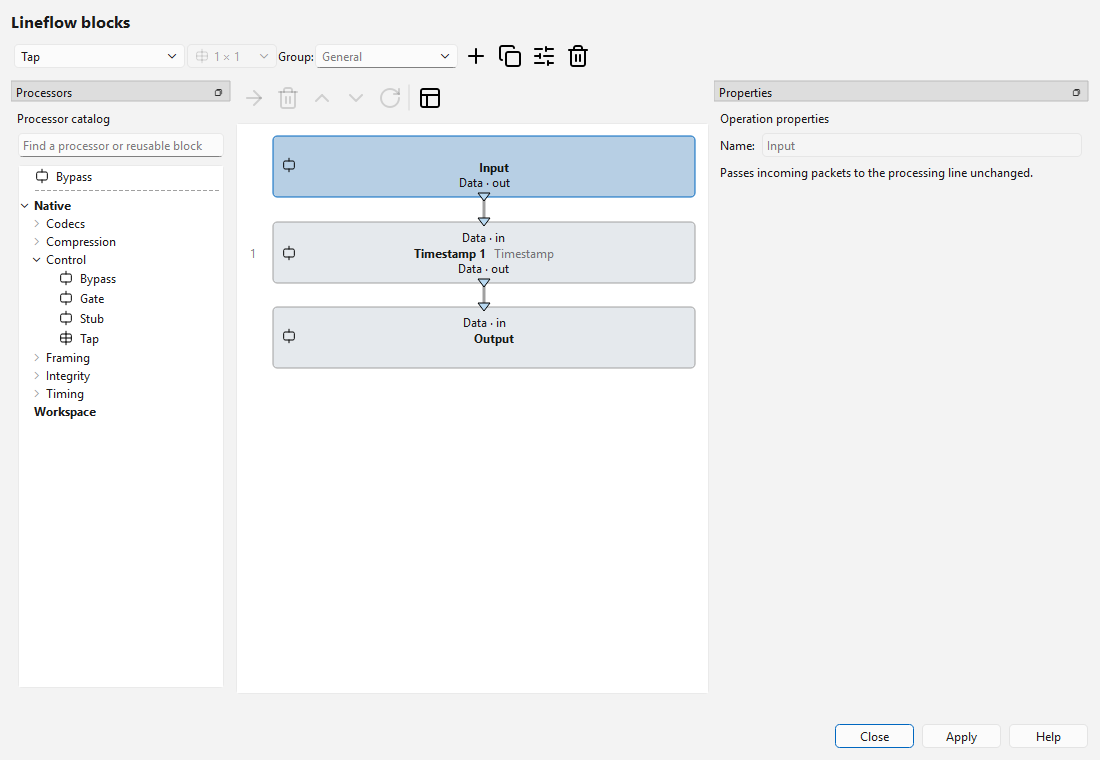 Lineflow blocks
Tap
1 × 1
Group:
General
Processors
Properties
Processor catalog
Find a processor or reusable block
Bypass
Native
Codecs
Compression
Control
Bypass
Gate
Stub
Tap
Framing
Integrity
Timing
Workspace
Input
Data · out
1
Data · in
Timestamp 1 Timestamp
Data · out
Data · in
Output
Operation properties
Name: Input
Passes incoming packets to the processing line unchanged.
Close
Apply
Help